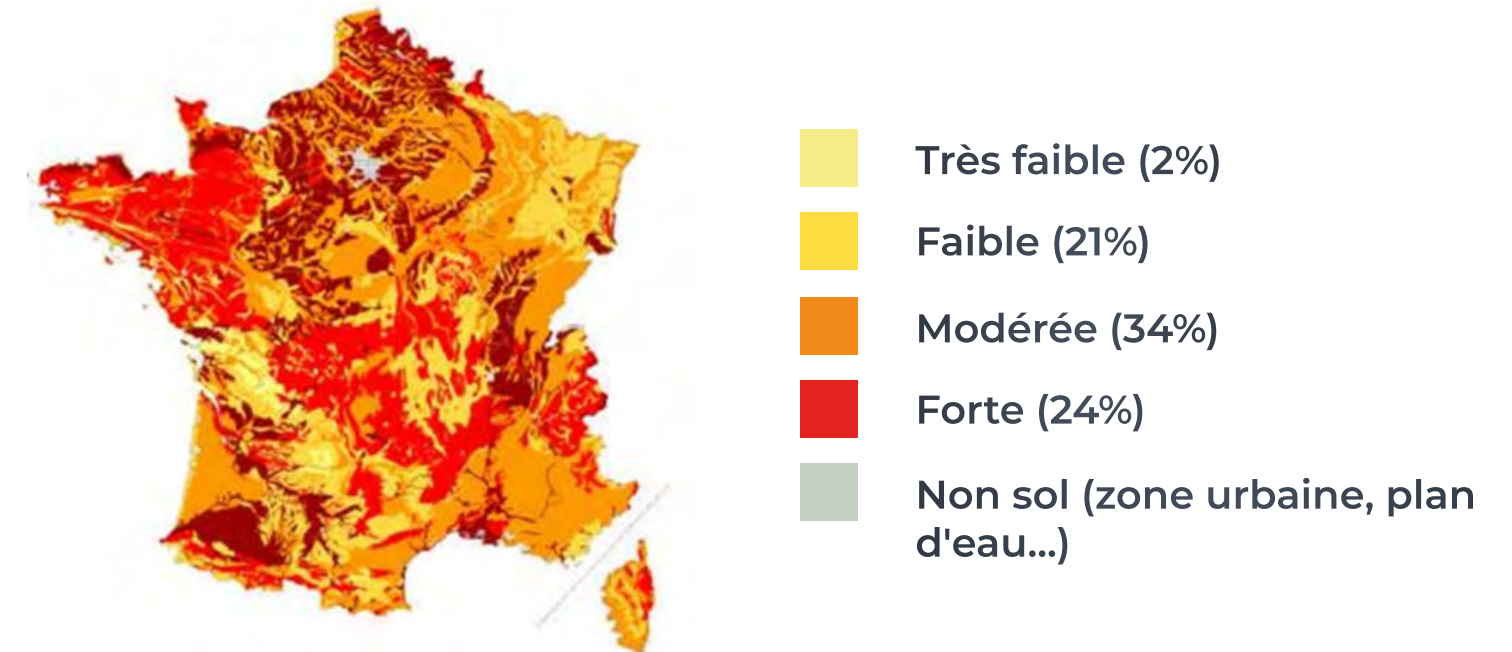 Très faible (2%)
Faible (21%)
Modérée (34%)
Forte (24%)
Non sol (zone urbaine, plan
d'eau...)